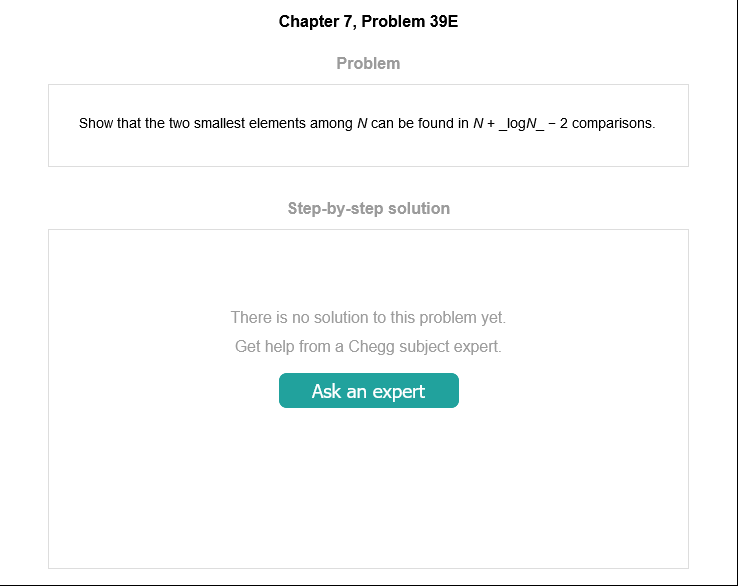 Chapter 7, Problem 39E
Problem
Show that the two smallest elements among N can be found in N + _logN_ − 2 comparisons.
Step-by-step solution
There is no solution to this problem yet.
Get help from a Chegg subject expert.
Ask an expert